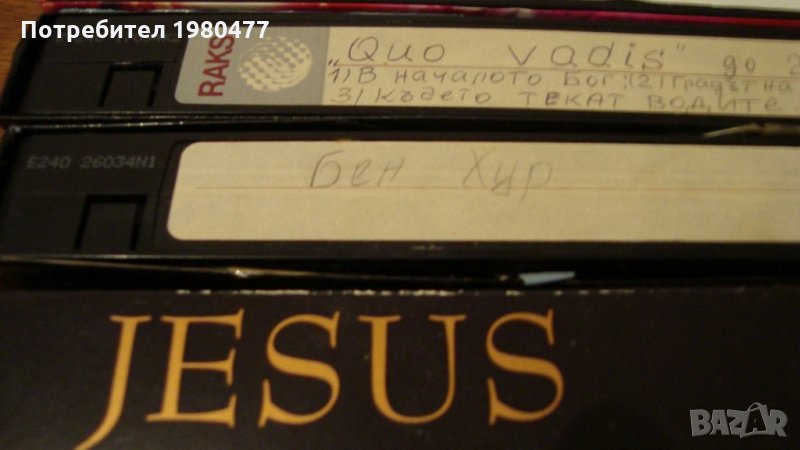 Потребител 1980477
RAKS
„Quo vadis" до 2
1) В началото Бог; (2) Градът на
3) Където текат водите
E240 26034N1
Бен Хур
JESUS
BAZAR